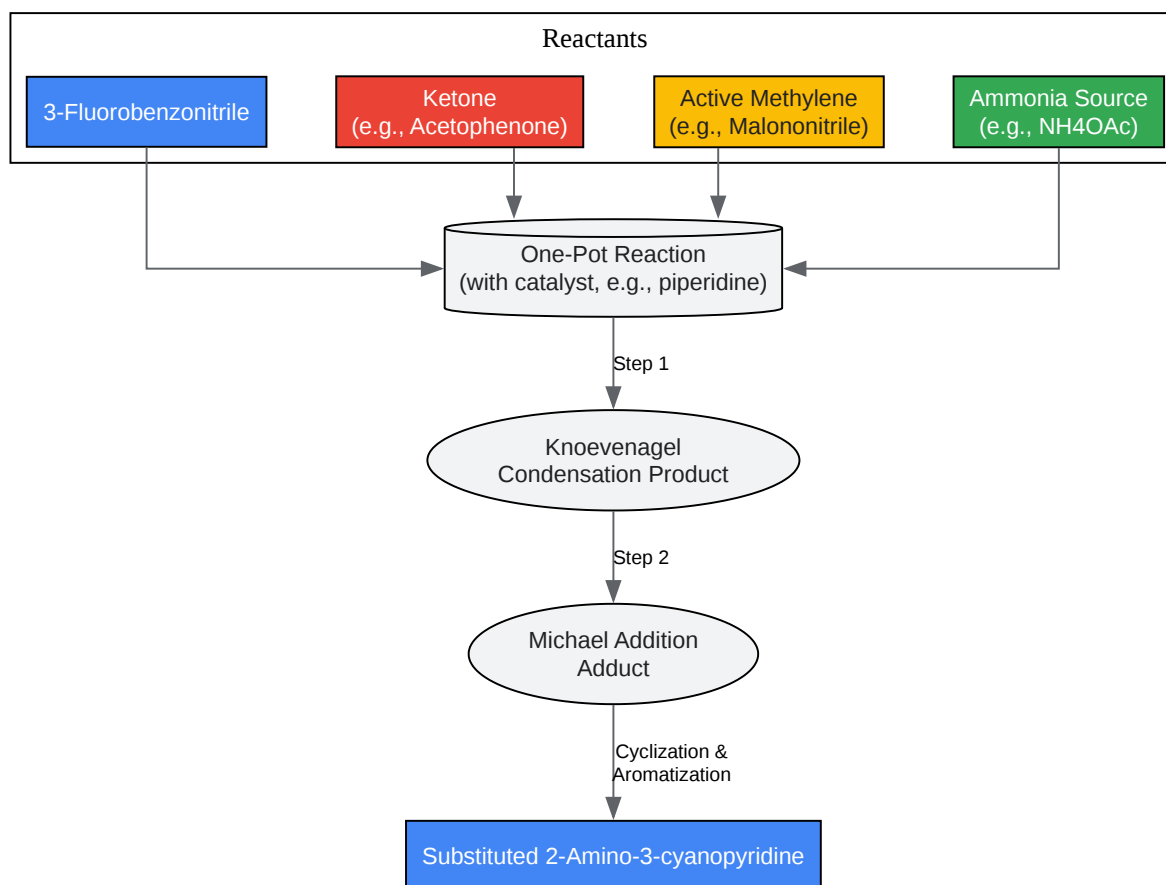 Reactants
3-Fluorobenzonitrile
Ketone
(e.g., Acetophenone)
Active Methylene
(e.g., Malononitrile)
Ammonia Source
(e.g., NH4OAc)
One-Pot Reaction
(with catalyst, e.g., piperidine)
Step 1
Knoevenagel
Condensation Product
Step 2
Michael Addition
Adduct
Cyclization &
Aromatization
Substituted 2-Amino-3-cyanopyridine